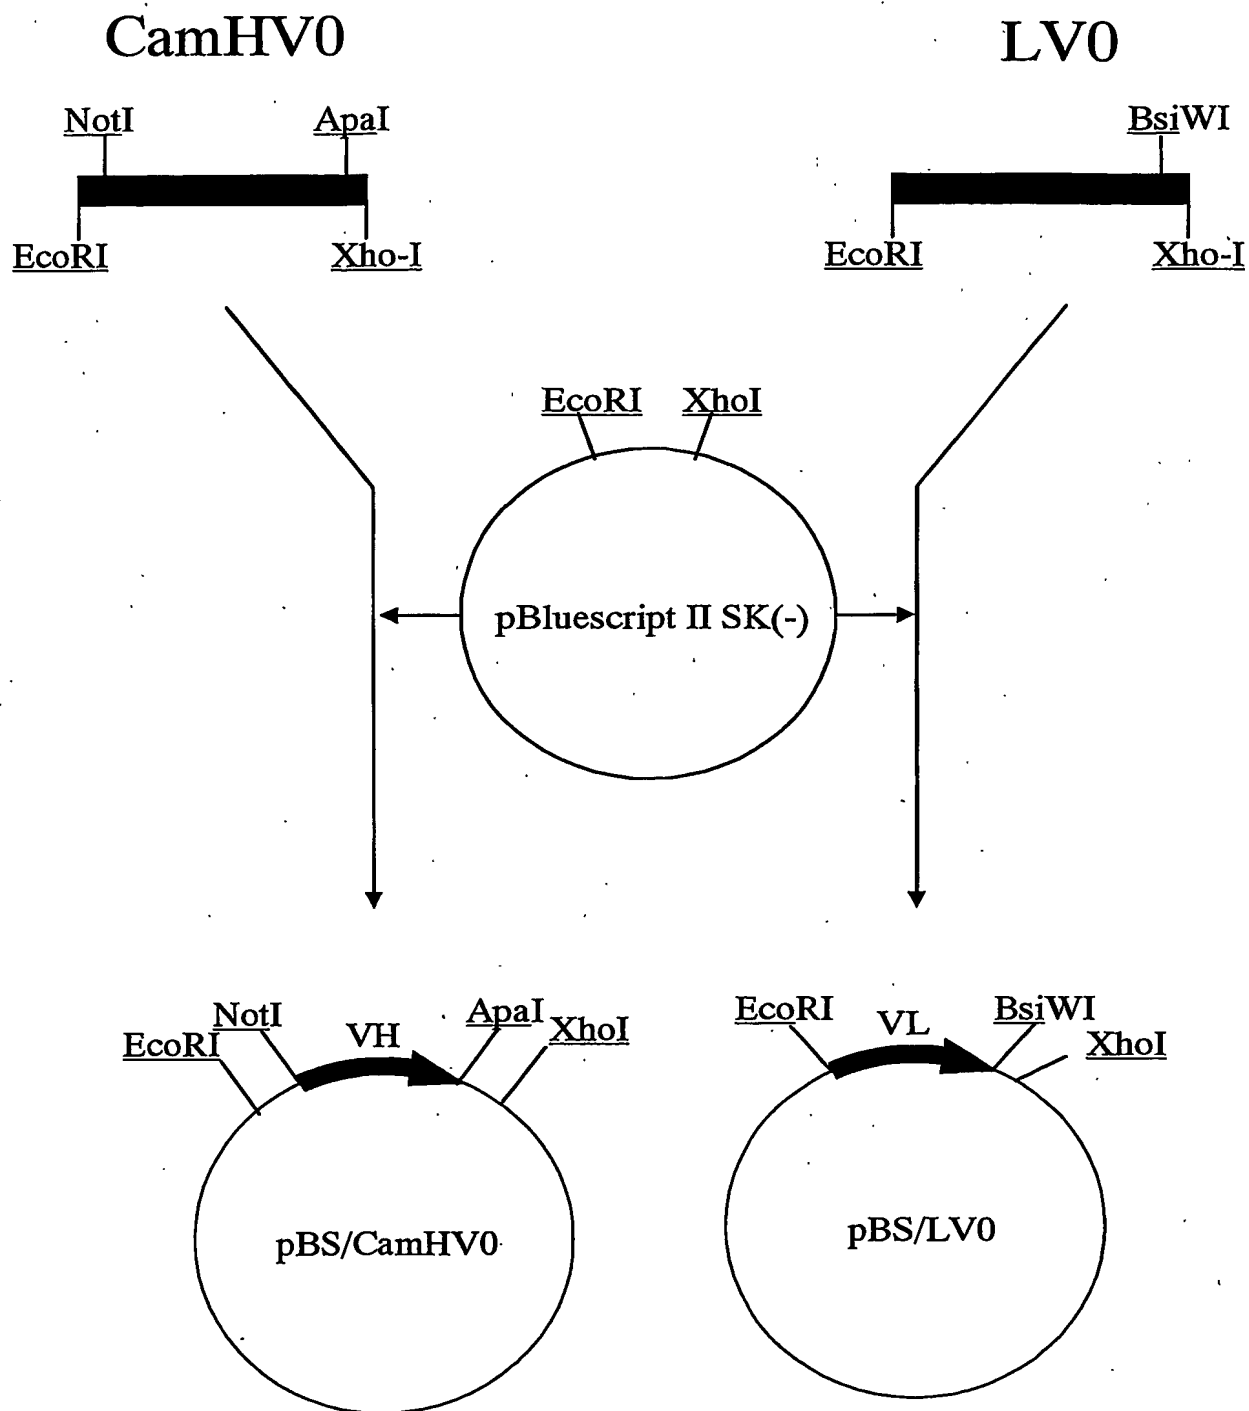 CamHV0
LV0
NotI
ApaI
BsiWI
EcoRI
Xho-I
EcoRI
Xho-I
EcoRI
XhoI
pBluescript II SK(-)
NotI
VH
ApaI
EcoRI
XhoI
EcoRI
VL
BsiWI
XhoI
pBS/CamHV0
pBS/LV0